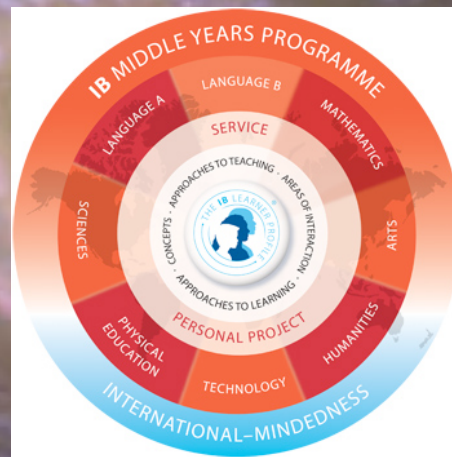 IB MIDDLE YEARS PROGRAMME
LANGUAGE B
LANGUAGE A
MATHEMATICS
SERVICE
SCIENCES
ARTS
CONCEPTS · APPROACHES TO TEACHING · AREAS OF INTERACTION · APPROACHES TO LEARNING ·
THE IB LEARNER PROFILE
PERSONAL PROJECT
PHYSICAL
EDUCATION
HUMANITIES
TECHNOLOGY
INTERNATIONAL–MINDEDNESS